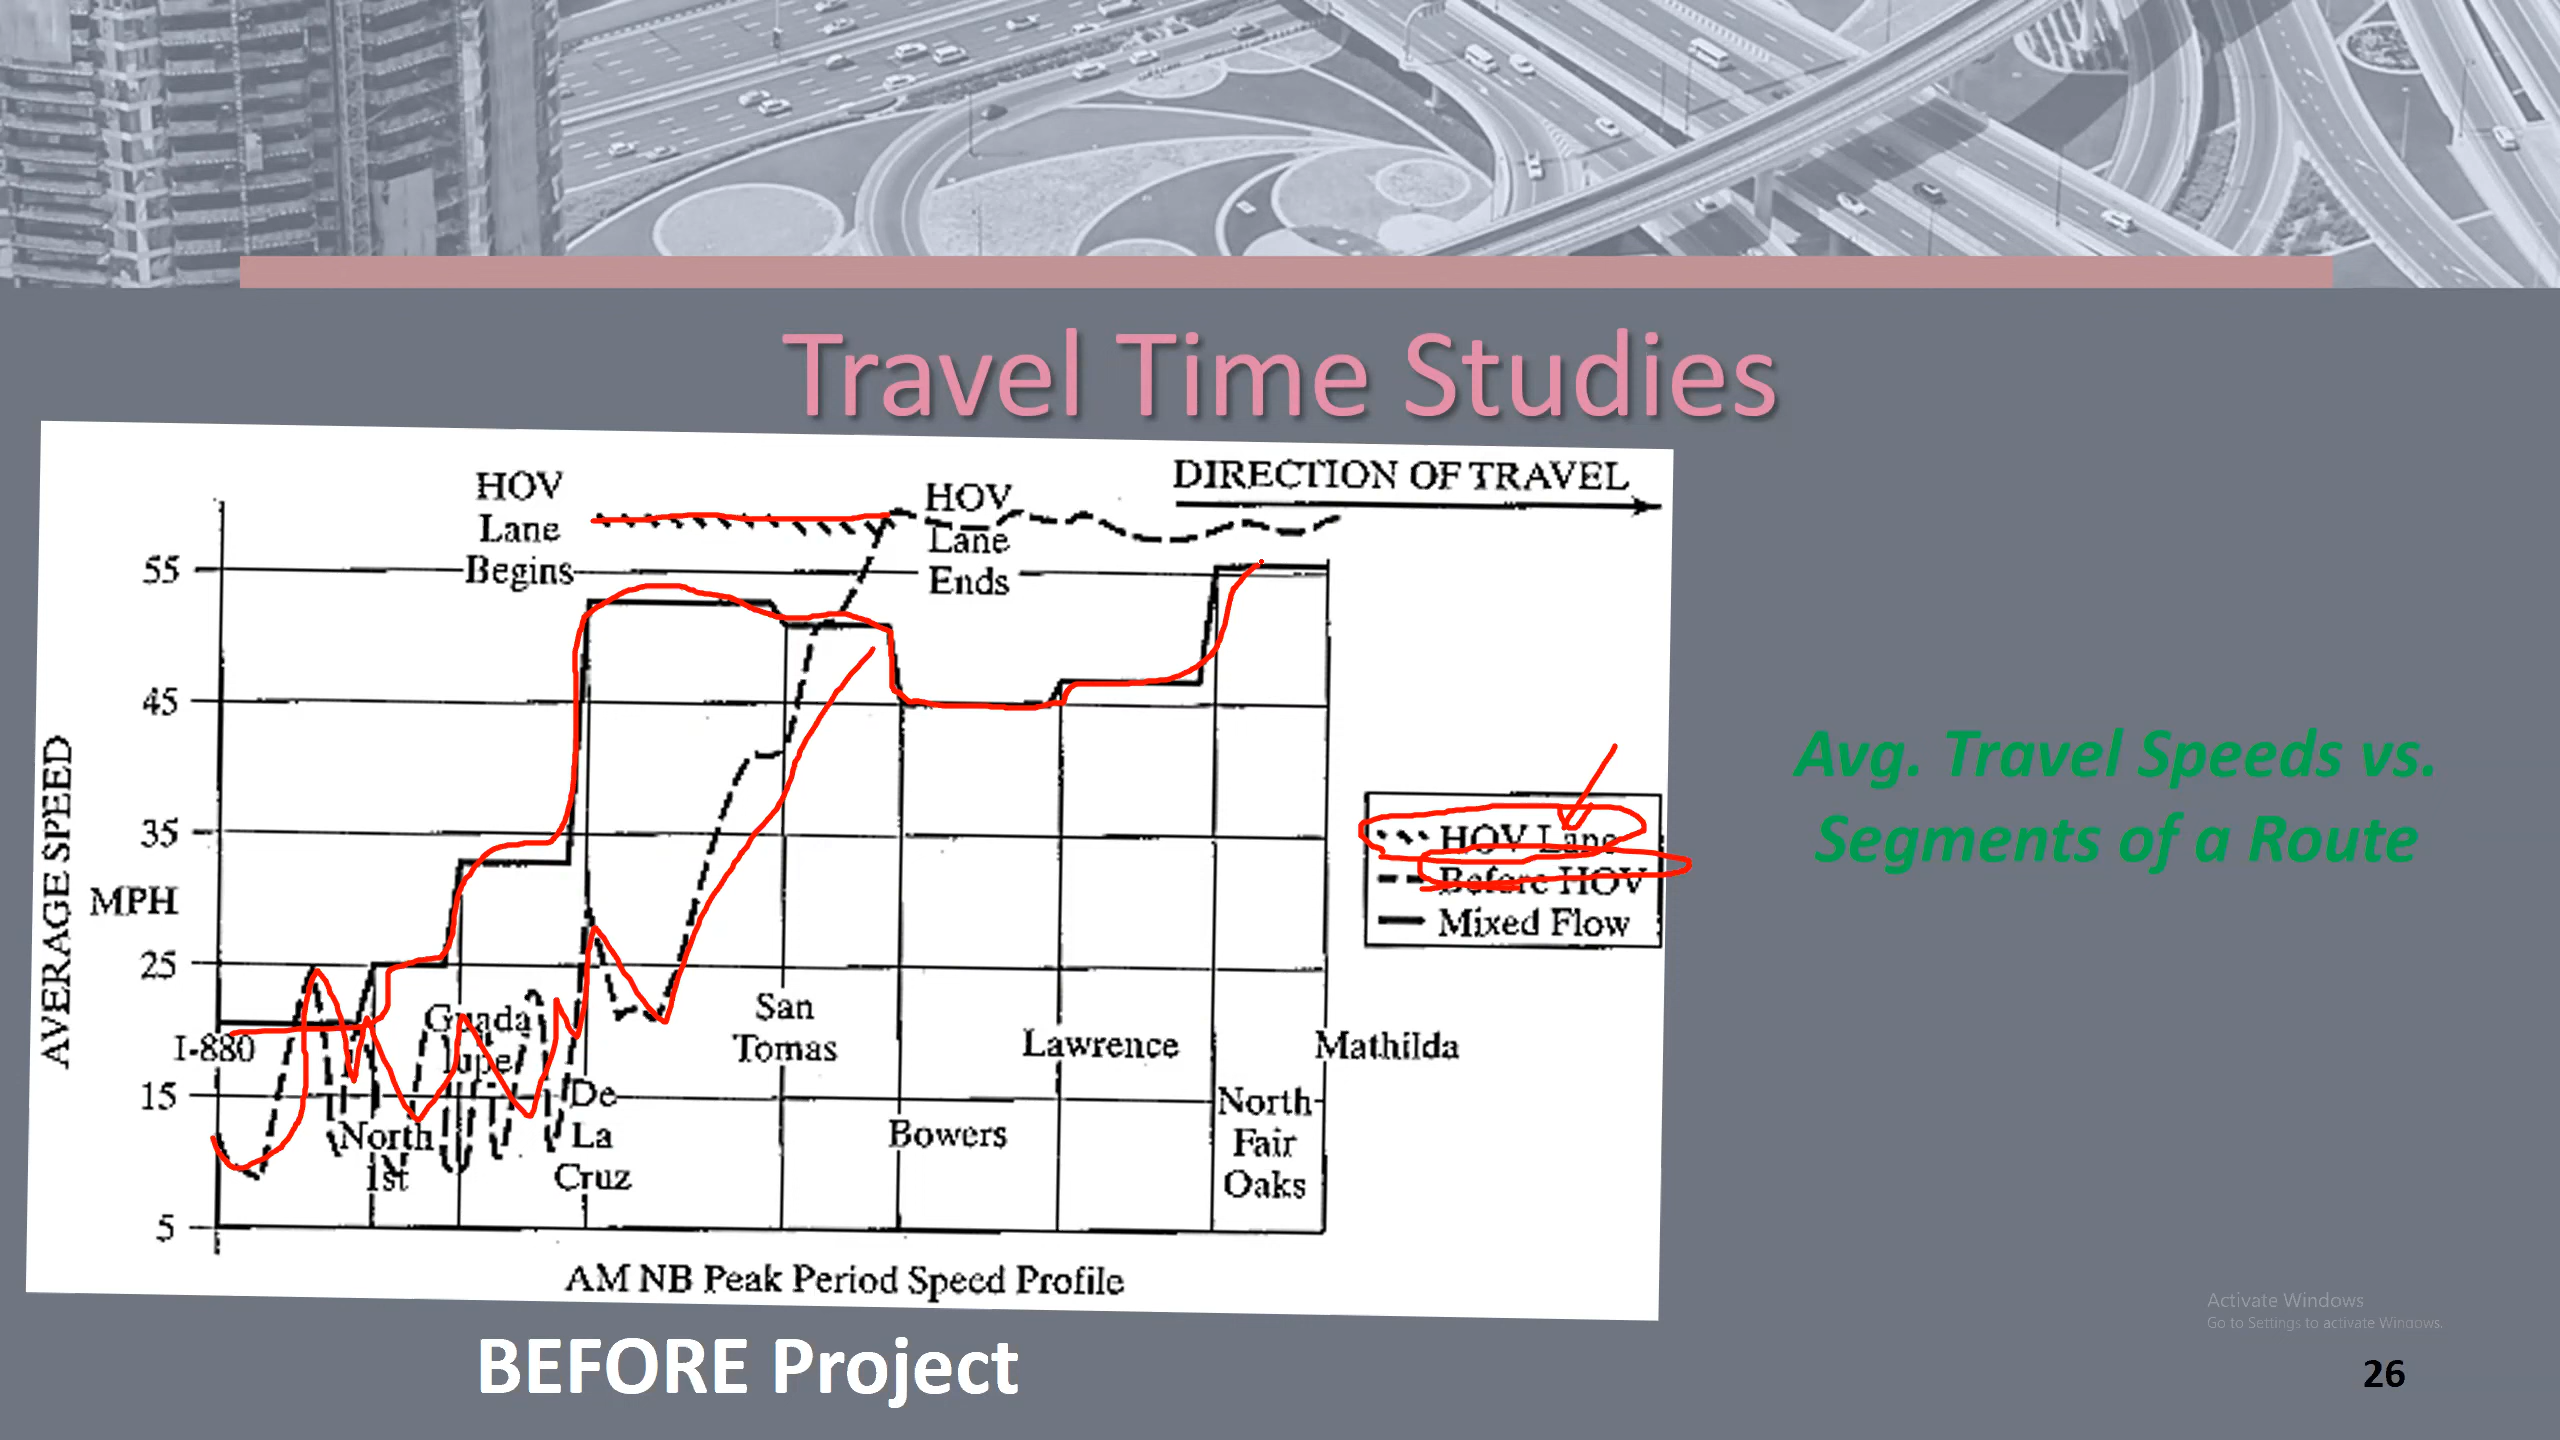 Travel Time Studies
HOV
Lane
Begins
HOV
Lane
Ends
DIRECTION OF TRAVEL
55
45
35
25
15
5
AVERAGE SPEED
MPH
I-880
North
1st
Guada
lupe
De
La
Cruz
San
Tomas
Bowers
Lawrence
North
Fair
Oaks
Mathilda
HOV Lane
Before HOV
Mixed Flow
AM NB Peak Period Speed Profile
Avg. Travel Speeds vs.
Segments of a Route
BEFORE Project
Activate Windows
Go to Settings to activate Windows.
26